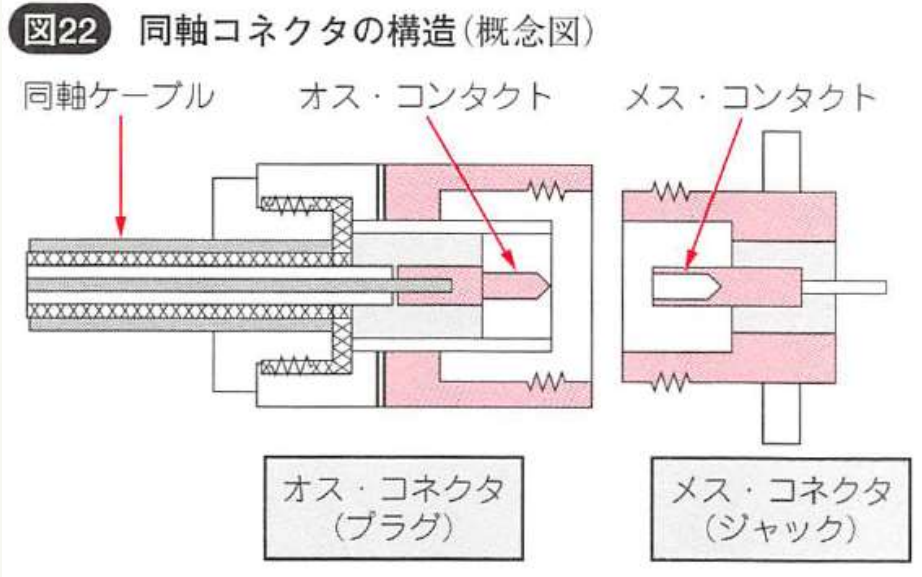 図22 同軸コネクタの構造(概念図)
同軸ケーブル オス・コンタクト メス・コンタクト
オス・コネクタ
(プラグ)
メス・コネクタ
(ジャック)